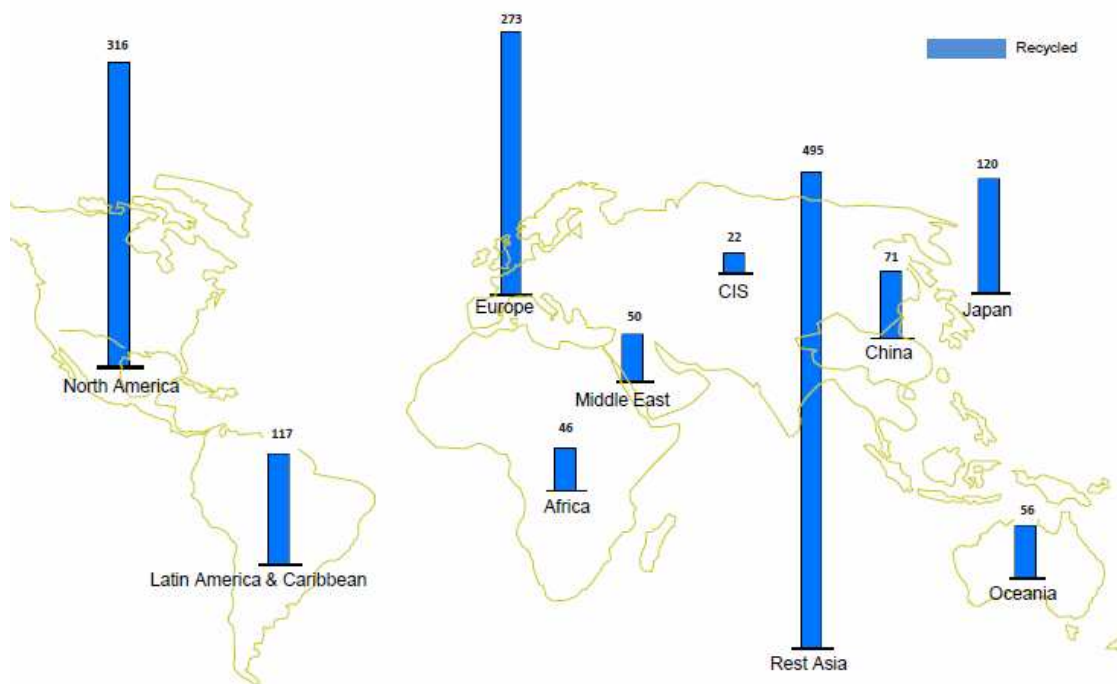 316
North America
117
Latin America & Caribbean
273
Europe
50
Middle East
46
Africa
22
CIS
495
Rest Asia
71
China
120
Japan
56
Oceania
Recycled